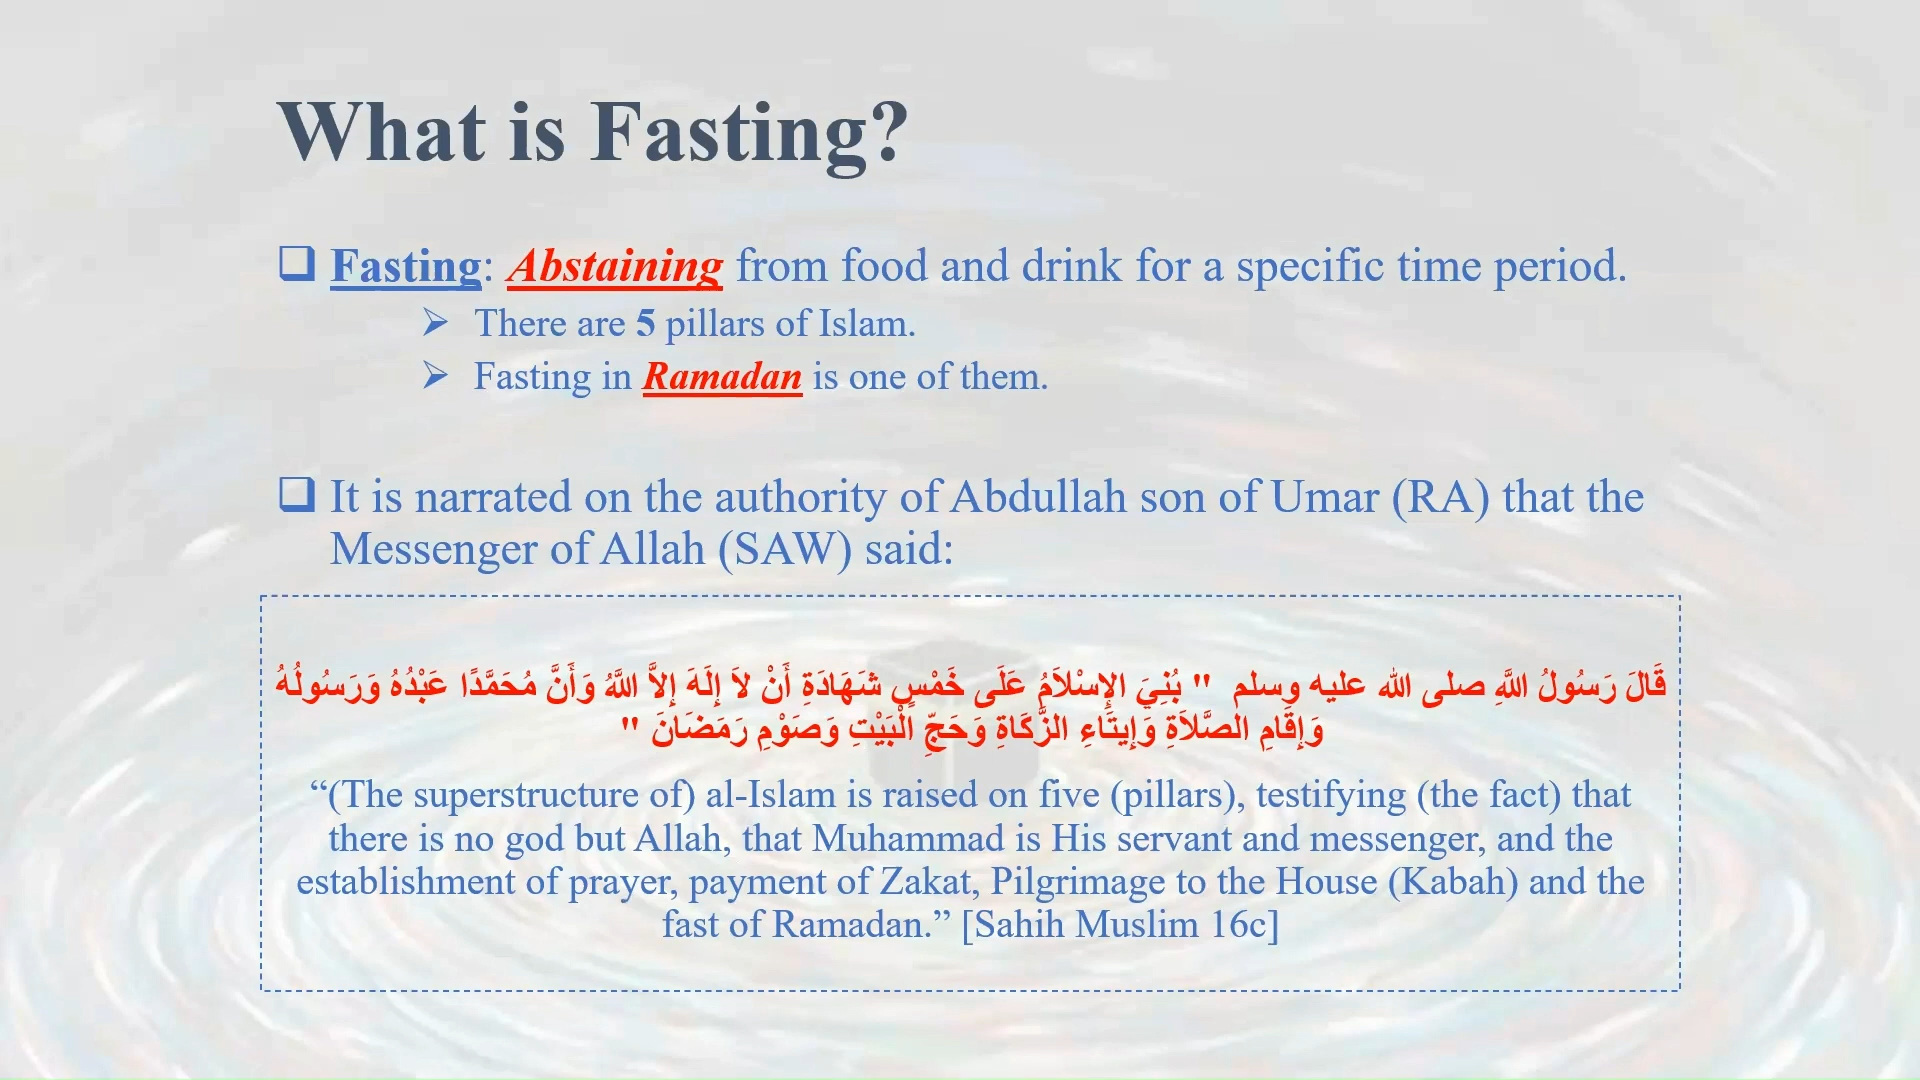 What is Fasting?
❑ Fasting: Abstaining from food and drink for a specific time period.
➢ There are 5 pillars of Islam.
➢ Fasting in Ramadan is one of them.
❑ It is narrated on the authority of Abdullah son of Umar (RA) that the
Messenger of Allah (SAW) said:
قَالَ رَسُولُ اللَّهِ صلى الله عليه وسلم " بُنِيَ الإِسْلاَمُ عَلَى خَمْسٍ شَهَادَةِ أَنْ لاَ إِلَهَ إِلاَّ اللَّهُ وَأَنَّ مُحَمَّدًا عَبْدُهُ وَرَسُولُهُ
وَإِقَامِ الصَّلاَةِ وَإِيتَاءِ الزَّكَاةِ وَحَجِّ الْبَيْتِ وَصَوْمِ رَمَضَانَ "
“(The superstructure of) al-Islam is raised on five (pillars), testifying (the fact) that
there is no god but Allah, that Muhammad is His servant and messenger, and the
establishment of prayer, payment of Zakat, Pilgrimage to the House (Kabah) and the
fast of Ramadan.” [Sahih Muslim 16c]